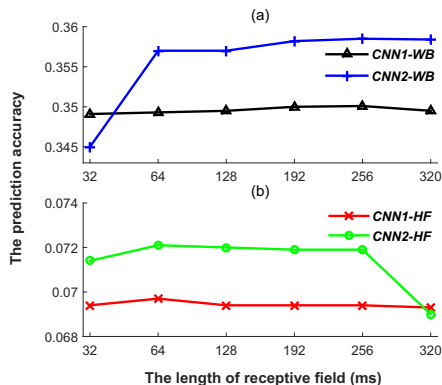 (a)
0.36
0.355
0.35
0.345
CNN1-WB
CNN2-WB
32 64 128 192 256 320
The prediction accuracy
(b)
0.074
0.072
0.07
0.068
CNN1-HF
CNN2-HF
32 64 128 192 256 320
The length of receptive field (ms)